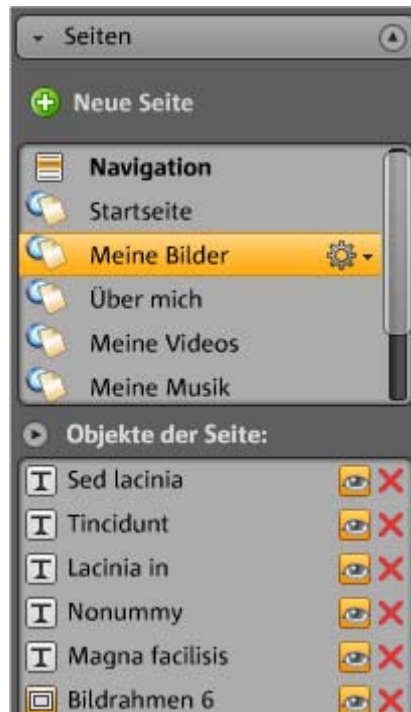 Seiten
Neue Seite
Navigation
Startseite
Meine Bilder
Über mich
Meine Videos
Meine Musik
Objekte der Seite:
Sed lacinia
Tincidunt
Lacinia in
Nonummy
Magna facilisis
Bildrahmen 6